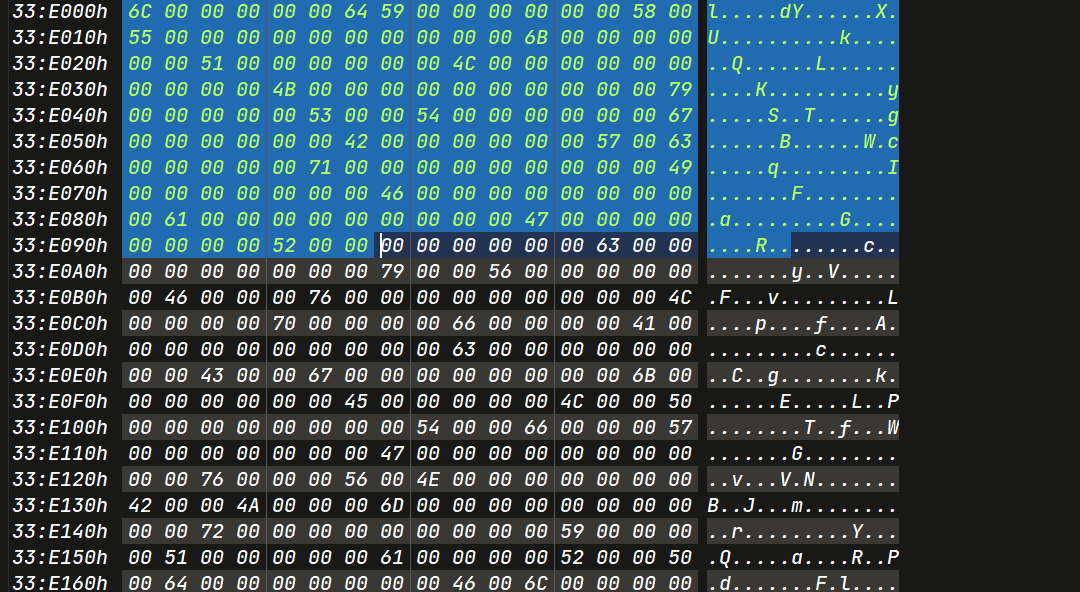 33:E000h 6C 00 00 00 00 00 64 59 00 00 00 00 00 00 58 00 l.....dY......X.
33:E010h 55 00 00 00 00 00 00 00 00 00 00 6B 00 00 00 00 U..........k....
33:E020h 00 00 51 00 00 00 00 00 00 4C 00 00 00 00 00 00 ..Q......L......
33:E030h 00 00 00 00 4B 00 00 00 00 00 00 00 00 00 00 79 ....K..........y
33:E040h 00 00 00 00 00 53 00 00 54 00 00 00 00 00 00 67 .....S..T......g
33:E050h 00 00 00 00 00 00 42 00 00 00 00 00 00 57 00 63 ......B......W.c
33:E060h 00 00 00 00 00 71 00 00 00 00 00 00 00 00 00 49 .....q.........I
33:E070h 00 00 00 00 00 00 00 46 00 00 00 00 00 00 00 00 .......F........
33:E080h 00 61 00 00 00 00 00 00 00 00 00 47 00 00 00 00 .a.........G....
33:E090h 00 00 00 00 52 00 00 00 00 00 00 00 00 63 00 00 ....R........c..
33:E0A0h 00 00 00 00 00 00 00 79 00 00 56 00 00 00 00 00 .......y..V.....
33:E0B0h 00 46 00 00 00 76 00 00 00 00 00 00 00 00 00 4C .F...v.........L
33:E0C0h 00 00 00 00 70 00 00 00 00 66 00 00 00 00 41 00 ....p....f....A.
33:E0D0h 00 00 00 00 00 00 00 00 00 63 00 00 00 00 00 00 .........c......
33:E0E0h 00 00 43 00 00 67 00 00 00 00 00 00 00 00 6B 00 ..C..g........k.
33:E0F0h 00 00 00 00 00 00 45 00 00 00 00 00 4C 00 00 50 ......E.....L..P
33:E100h 00 00 00 00 00 00 00 00 54 00 00 66 00 00 00 57 ........T..f...W
33:E110h 00 00 00 00 00 00 00 47 00 00 00 00 00 00 00 00 .......G........
33:E120h 00 00 76 00 00 00 56 00 4E 00 00 00 00 00 00 00 ..v...V.N.......
33:E130h 42 00 00 4A 00 00 00 6D 00 00 00 00 00 00 00 00 B..J...m........
33:E140h 00 00 72 00 00 00 00 00 00 00 00 00 59 00 00 00 ..r.........Y...
33:E150h 00 51 00 00 00 00 00 61 00 00 00 00 52 00 00 50 .Q.....a....R..P
33:E160h 00 64 00 00 00 00 00 00 00 46 00 6C 00 00 00 00 .d.......F.l....